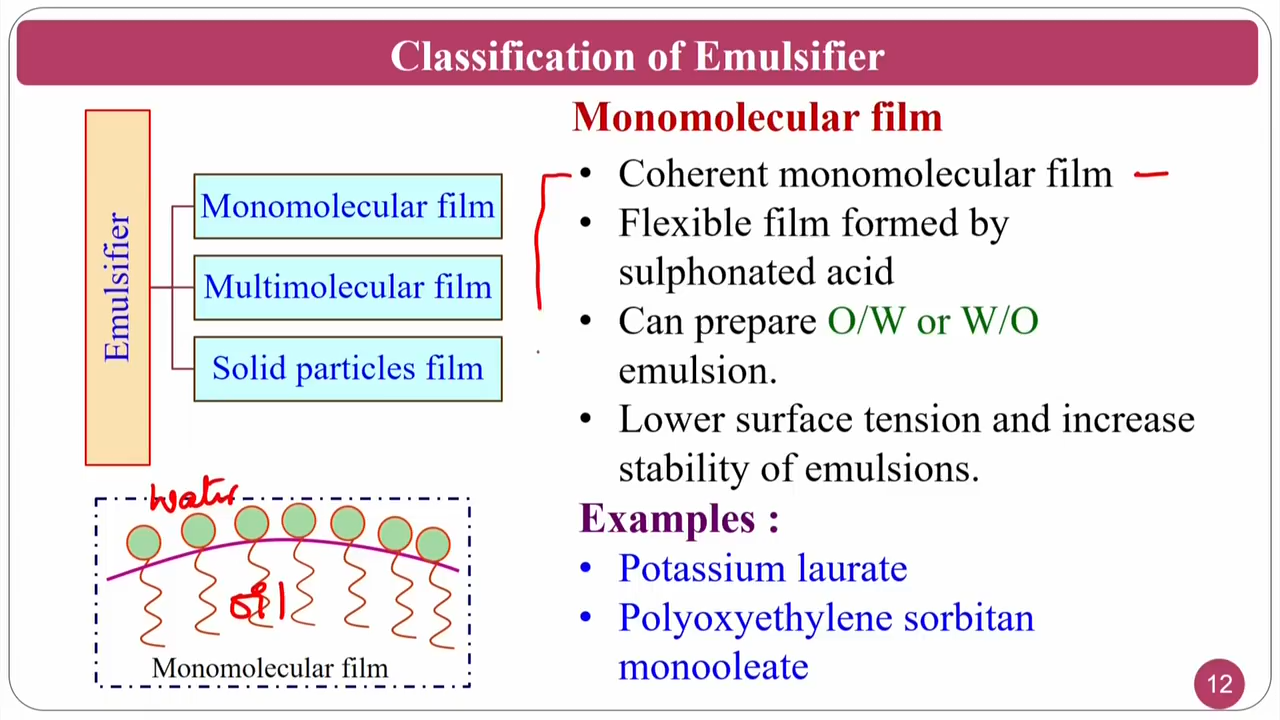 Classification of Emulsifier
Emulsifier
Monomolecular film
Multimolecular film
Solid particles film
water
oil
Monomolecular film
Monomolecular film
• Coherent monomolecular film
• Flexible film formed by
sulphonated acid
• Can prepare O/W or W/O
emulsion.
• Lower surface tension and increase
stability of emulsions.
Examples :
• Potassium laurate
• Polyoxyethylene sorbitan
monooleate
12